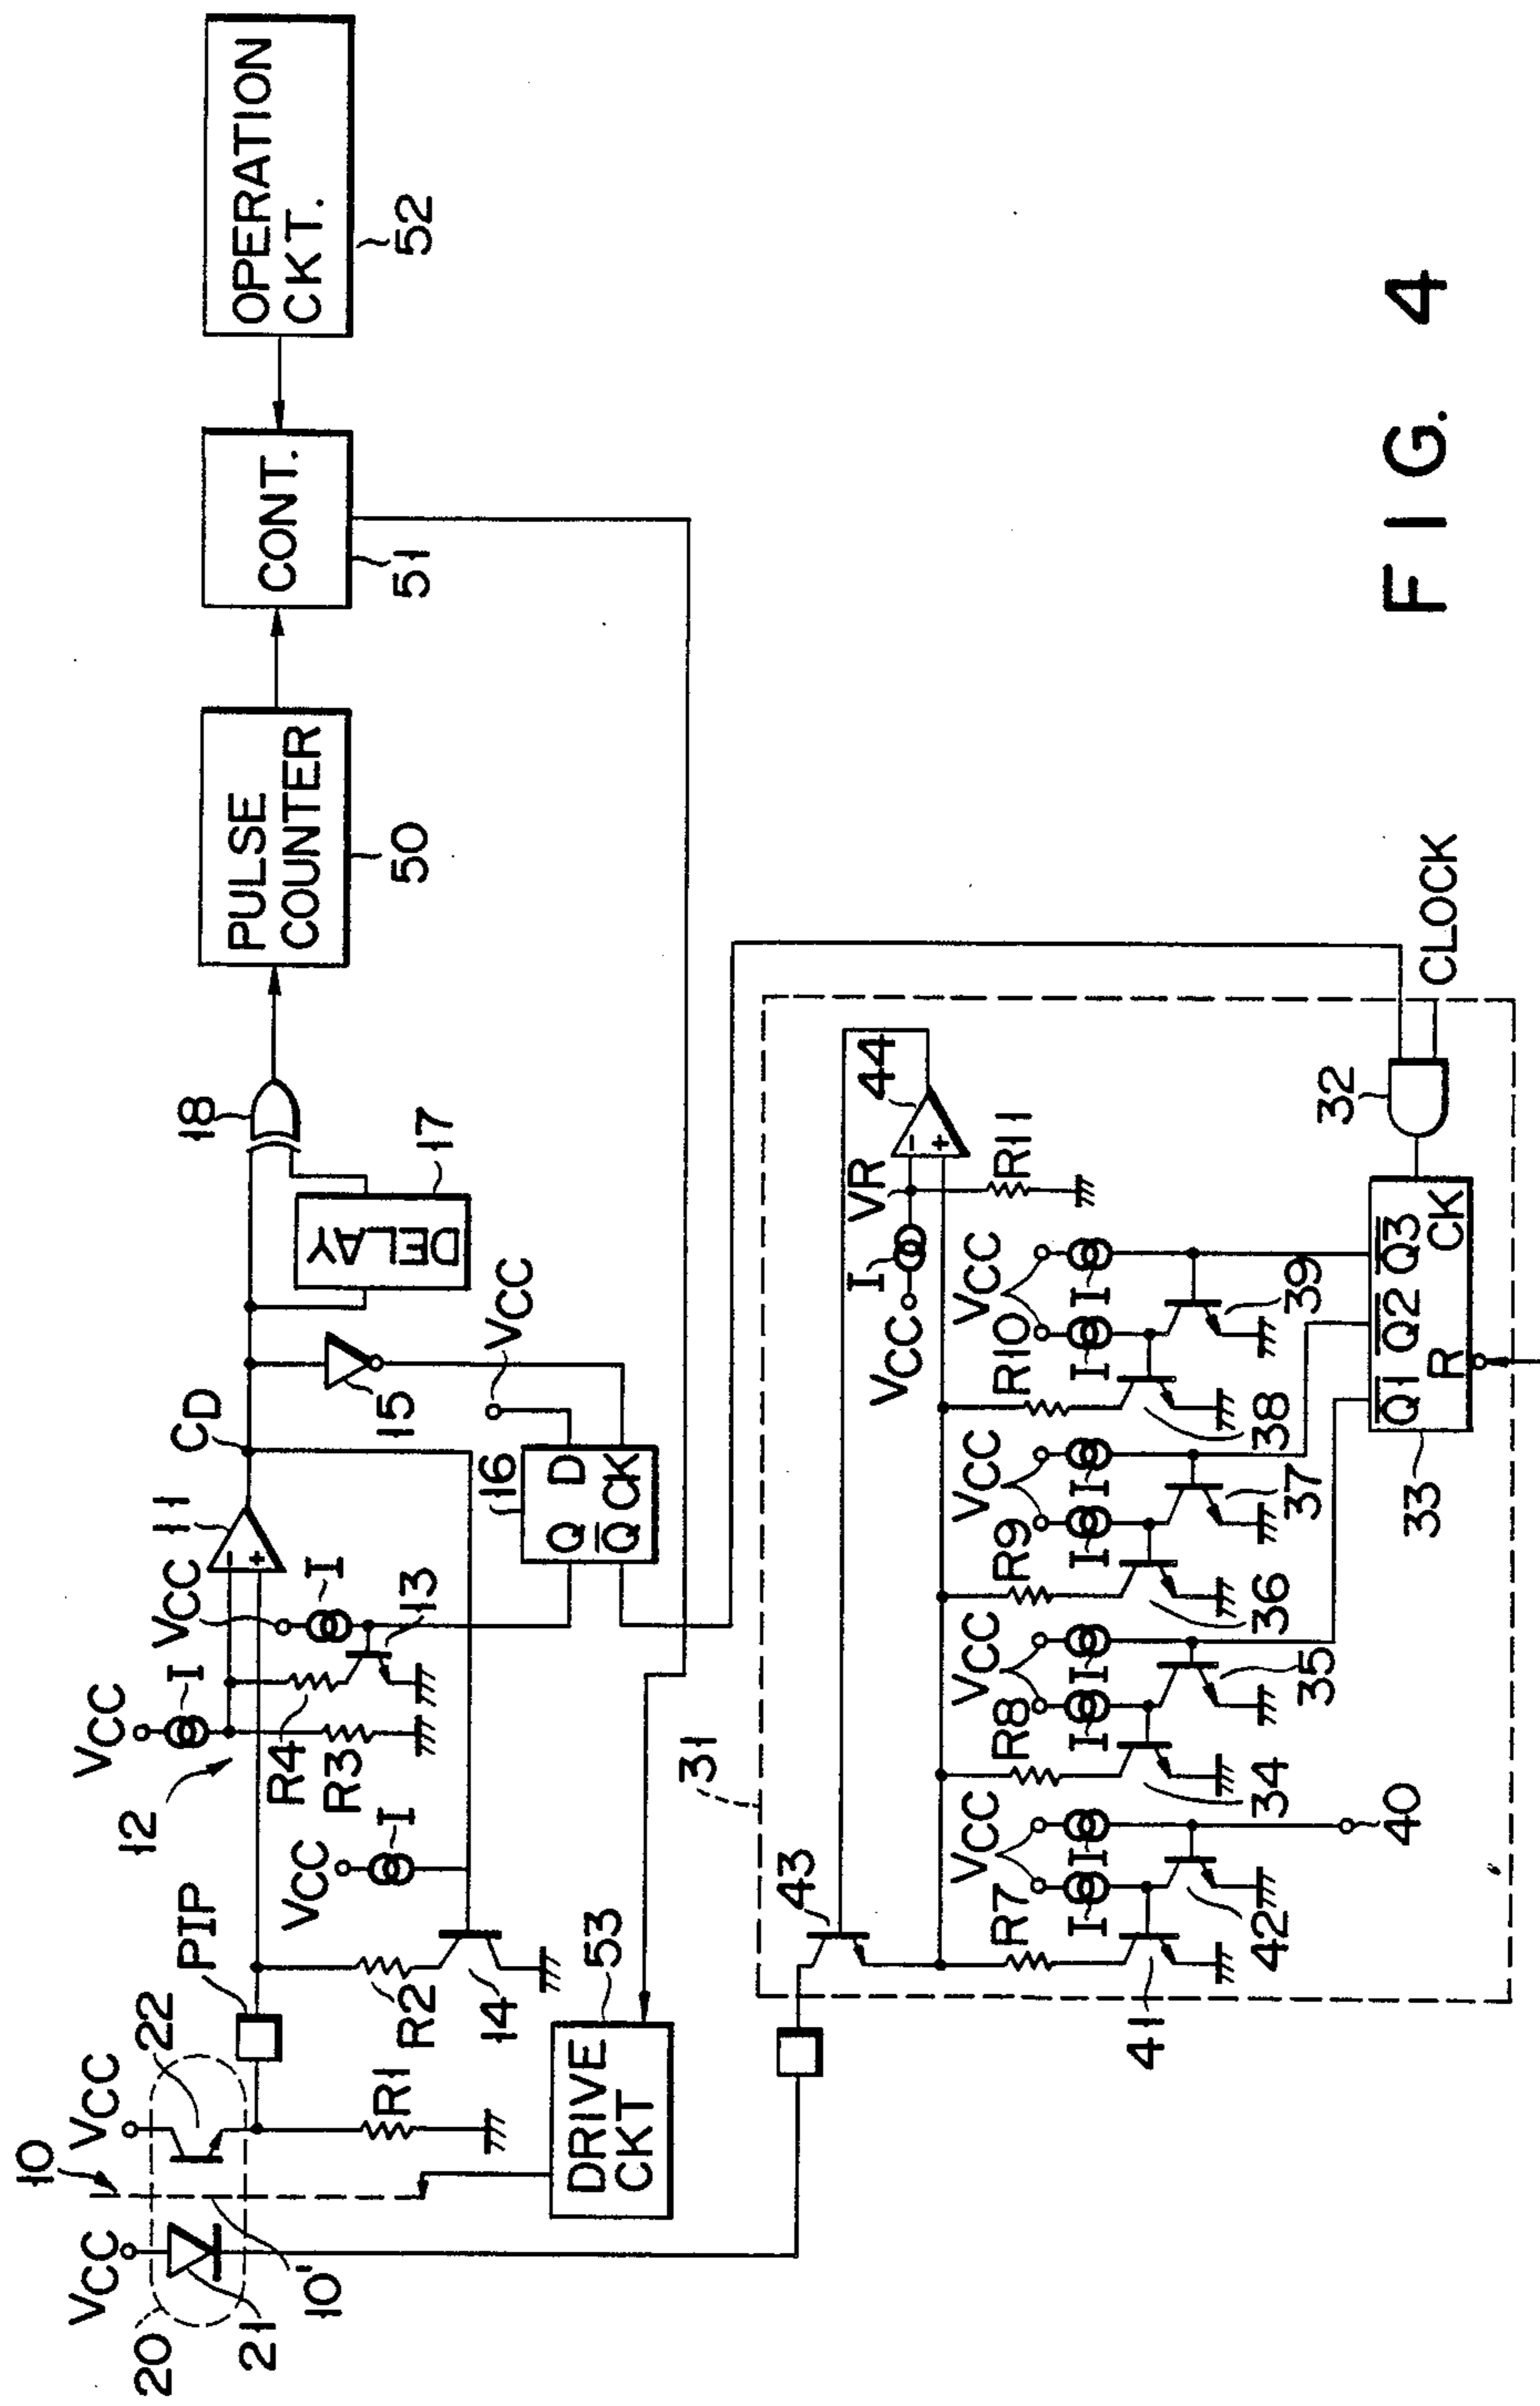 10
VCC
VCC
20
21
10'
22
PIP
R1
DRIVE
CKT
53
R2
14
VCC
I
12
VCC
I
R4
R3
VCC
I
13
11
CD
16
D
Q
CK
Q̅
VCC
15
DELAY
17
18
PULSE
COUNTER
50
CONT.
51
OPERATION
CKT.
52
31
43
41
42
R7
VCC
I
I
40
R8
VCC
I
I
34
35
R9
VCC
I
I
36
37
R10
VCC
I
I
38
39
VCC
I
VR
R11
44
Q̅1
Q̅2
Q̅3
R
CK
33
32
CLOCK
FIG. 4